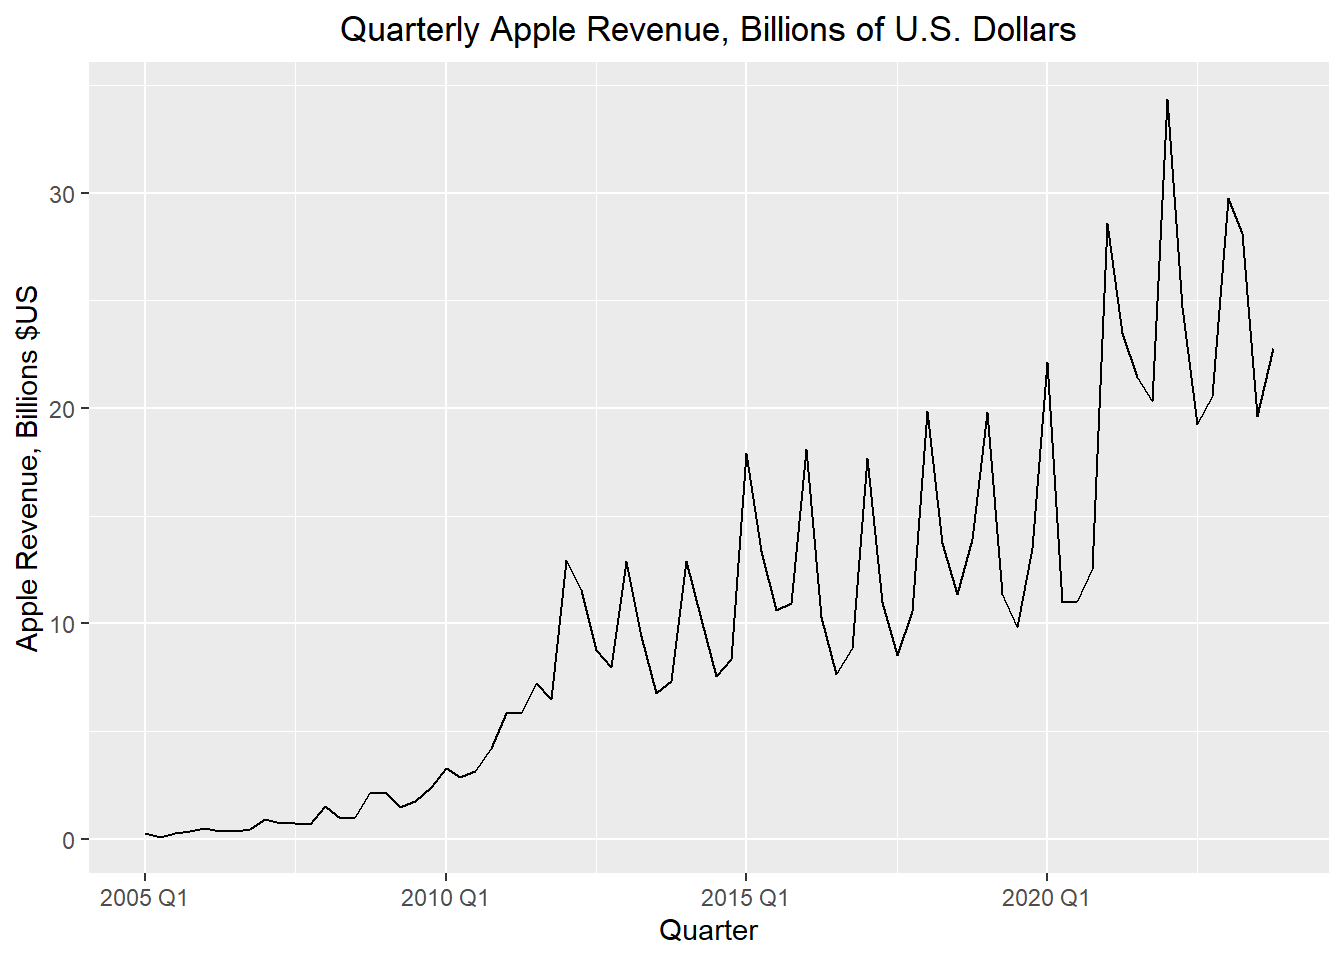 Quarterly Apple Revenue, Billions of U.S. Dollars
Apple Revenue, Billions $US
30
20
10
0
2005 Q1
2010 Q1
2015 Q1
2020 Q1
Quarter